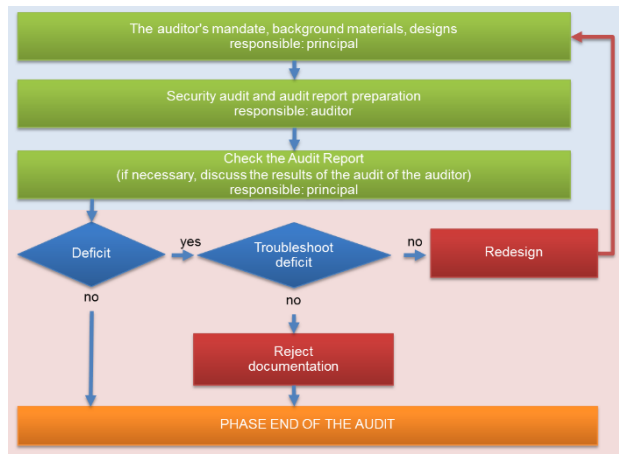 The auditor's mandate, background materials, designs
responsible: principal
Security audit and audit report preparation
responsible: auditor
Check the Audit Report
(if necessary, discuss the results of the audit of the auditor)
responsible: principal
Deficit
yes
Troubleshoot
deficit
no
Redesign
no
no
Reject
documentation
PHASE END OF THE AUDIT